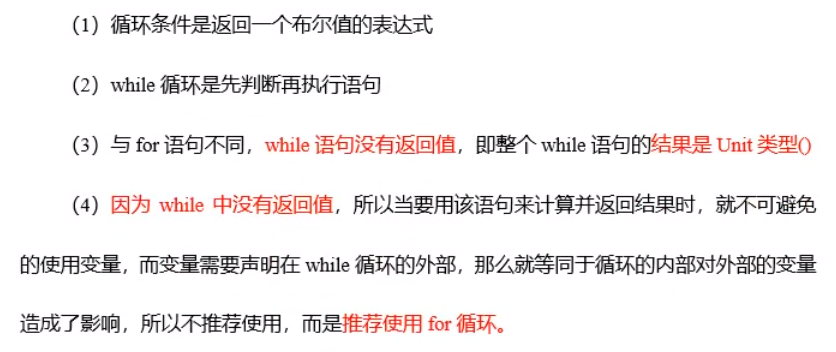 （1）循环条件是返回一个布尔值的表达式
（2）while 循环是先判断再执行语句
（3）与 for 语句不同，while 语句没有返回值，即整个 while 语句的结果是 Unit 类型()
（4）因为 while 中没有返回值，所以当要用该语句来计算并返回结果时，就不可避免
的使用变量，而变量需要声明在 while 循环的外部，那么就等同于循环的内部对外部的变量
造成了影响，所以不推荐使用，而是推荐使用 for 循环。